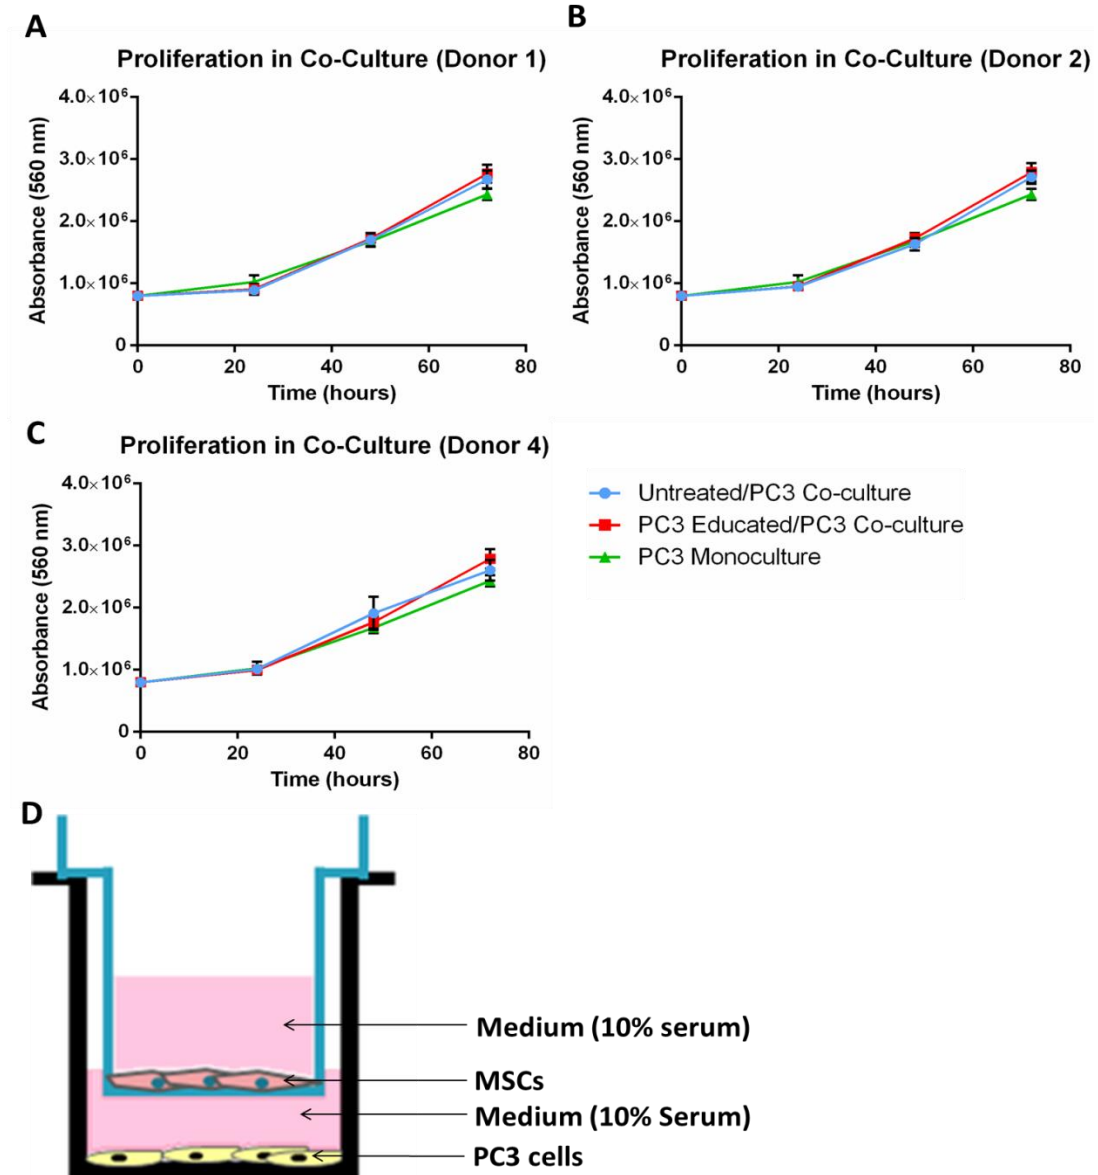 A
Proliferation in Co-Culture (Donor 1)
Absorbance (560 nm)
4.0×10⁶
3.0×10⁶
2.0×10⁶
1.0×10⁶
0
0 20 40 60 80
Time (hours)
B
Proliferation in Co-Culture (Donor 2)
Absorbance (560 nm)
4.0×10⁶
3.0×10⁶
2.0×10⁶
1.0×10⁶
0
0 20 40 60 80
Time (hours)
C
Proliferation in Co-Culture (Donor 4)
Absorbance (560 nm)
4.0×10⁶
3.0×10⁶
2.0×10⁶
1.0×10⁶
0
0 20 40 60 80
Time (hours)
Untreated/PC3 Co-culture
PC3 Educated/PC3 Co-culture
PC3 Monoculture
D
Medium (10% serum)
MSCs
Medium (10% Serum)
PC3 cells